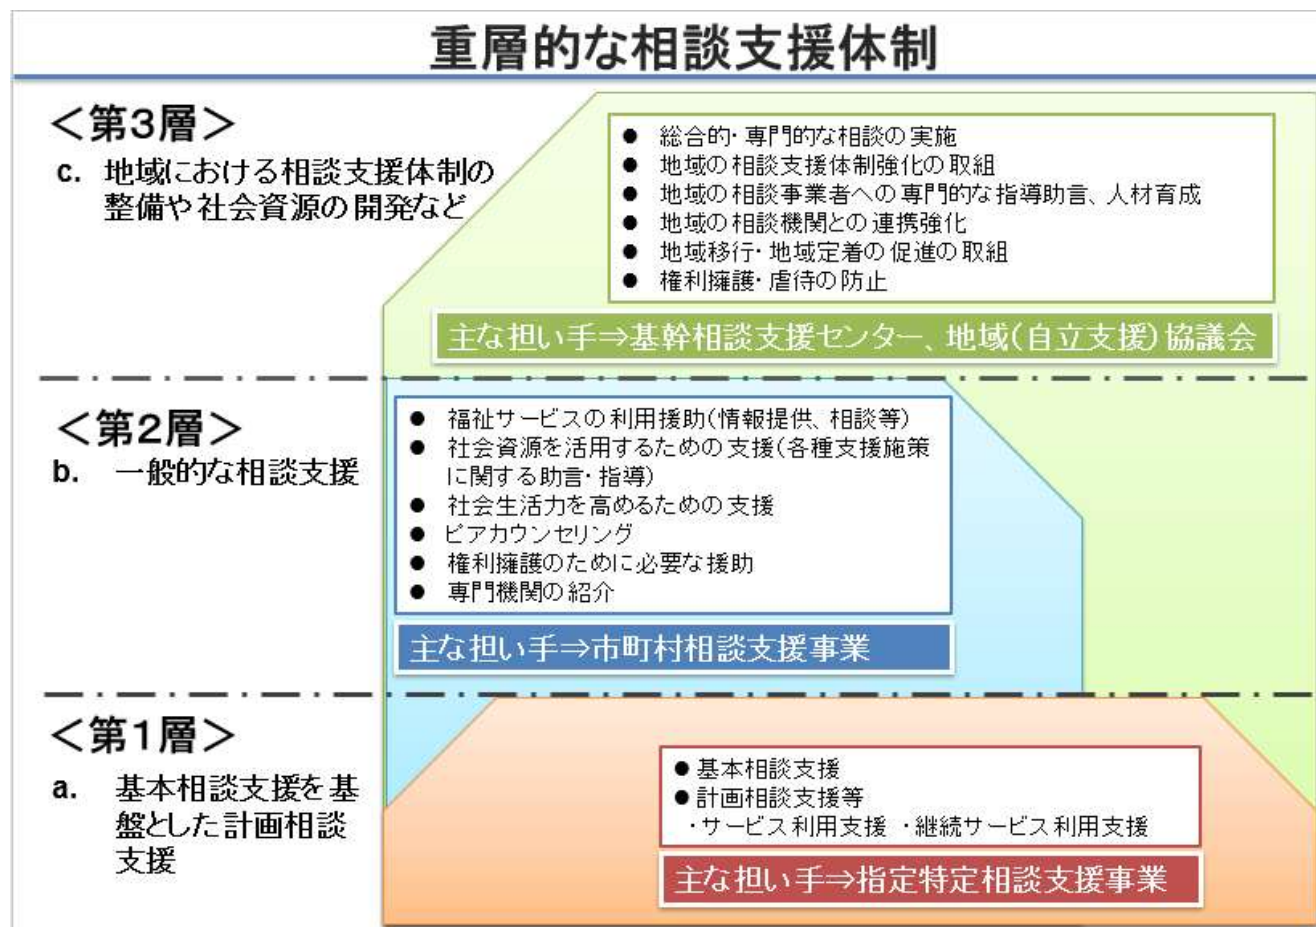 重層的な相談支援体制
＜第３層＞
c. 地域における相談支援体制の
整備や社会資源の開発など
● 総合的・専門的な相談の実施
● 地域の相談支援体制強化の取組
● 地域の相談事業者への専門的な指導助言、人材育成
● 地域の相談機関との連携強化
● 地域移行・地域定着の促進の取組
● 権利擁護・虐待の防止
主な担い手⇒基幹相談支援センター、地域(自立支援)協議会
＜第２層＞
b. 一般的な相談支援
● 福祉サービスの利用援助(情報提供、相談等)
● 社会資源を活用するための支援(各種支援施策
に関する助言・指導)
● 社会生活力を高めるための支援
● ピアカウンセリング
● 権利擁護のために必要な援助
● 専門機関の紹介
主な担い手⇒市町村相談支援事業
＜第１層＞
a. 基本相談支援を基
盤とした計画相談
支援
● 基本相談支援
● 計画相談支援等
・サービス利用支援 ・継続サービス利用支援
主な担い手⇒指定特定相談支援事業